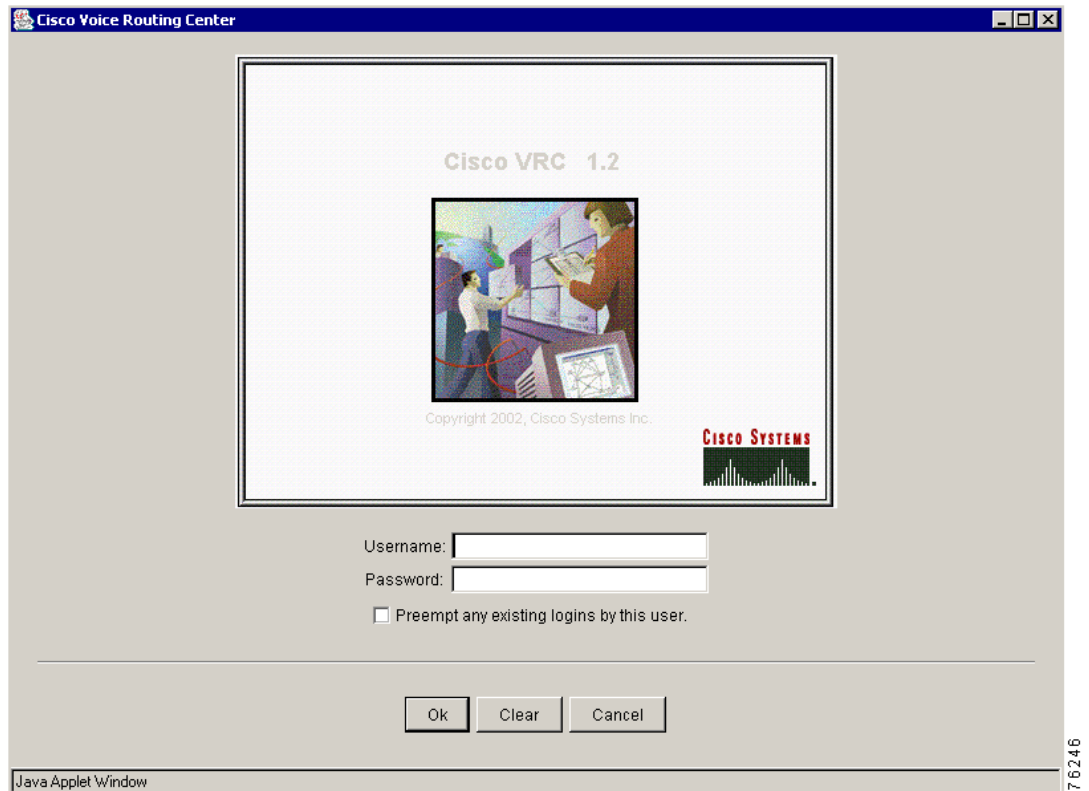 Cisco Voice Routing Center
Cisco VRC 1.2
Copyright 2002, Cisco Systems Inc.
CISCO SYSTEMS
Username:
Password:
Preempt any existing logins by this user.
Ok Clear Cancel
Java Applet Window
76246